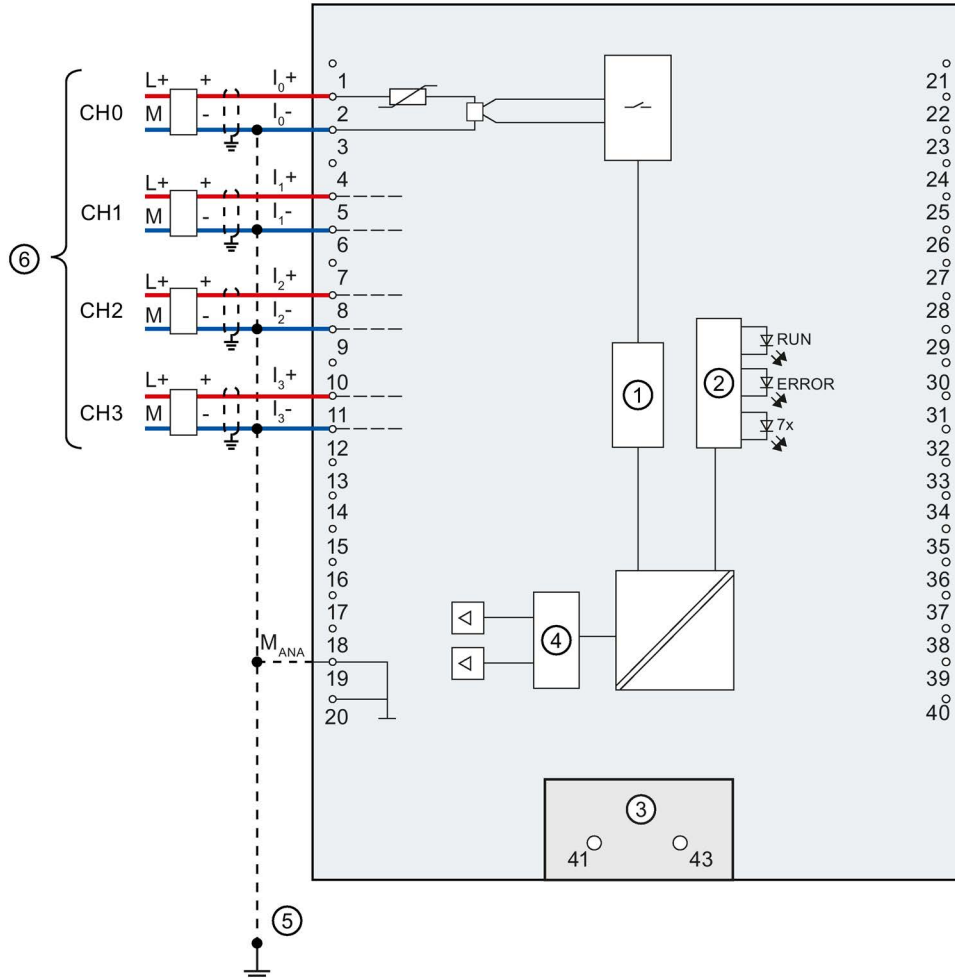 L+ + I0+ 1 21
CH0 M - I0- 2 22
3 23
L+ + I1+ 4 24
CH1 M - I1- 5 25
6 26
⑥
L+ + I2+ 7 27
CH2 M - I2- 8 28
9 29
L+ + I3+ 10 30
CH3 M - I3- 11 31
12 32
13 33
14 34
15 35
16 36
17 37
MANA 18 38
19 39
20 40
①
②
RUN
ERROR
7x
④
③
41 43
⑤